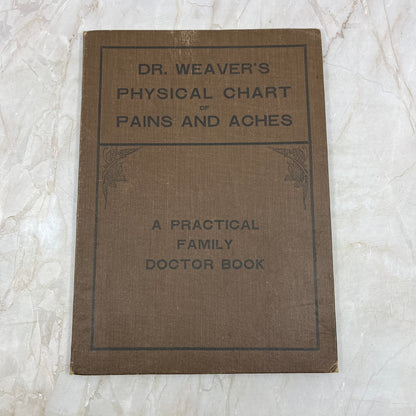 DR. WEAVER'S
PHYSICAL CHART
OF
PAINS AND ACHES
A PRACTICAL
FAMILY
DOCTOR BOOK